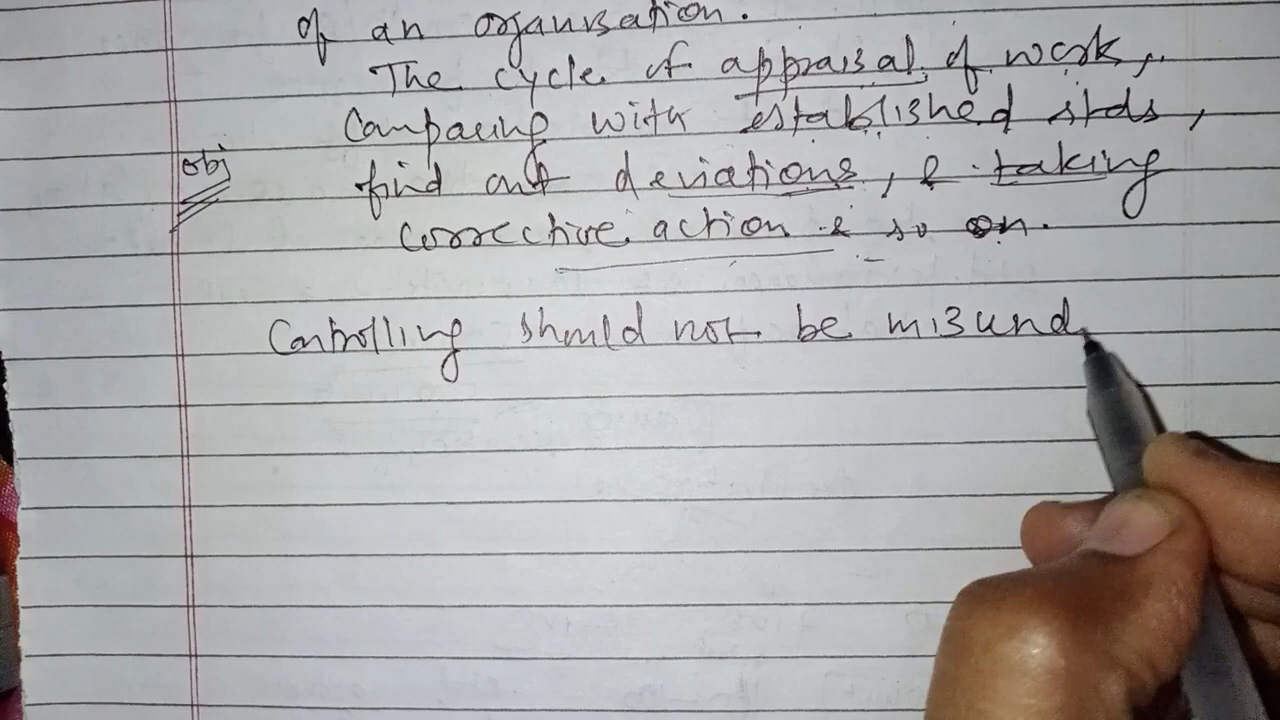 of an organisation.
The cycle of appraisal of work,
Comparing with established stds,
obj
find out deviations, & taking
corrective action & so on.
Controlling should not be misund